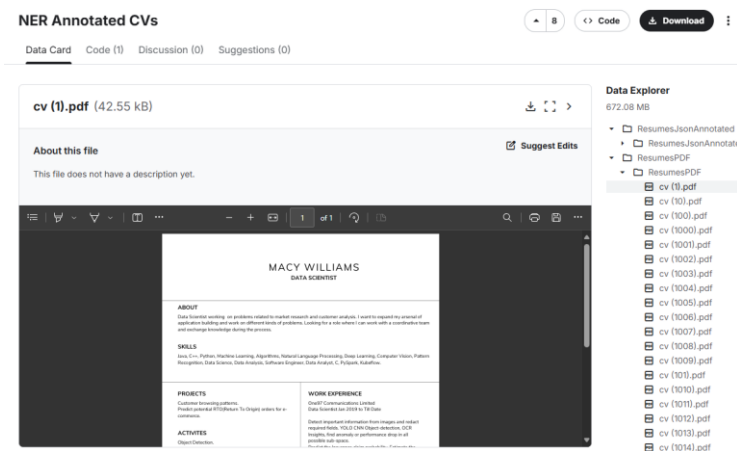 NER Annotated CVs
8
<> Code
Download
Data Card
Code (1)
Discussion (0)
Suggestions (0)
cv (1).pdf (42.55 kB)
About this file
Suggest Edits
This file does not have a description yet.
1 of 1
MACY WILLIAMS
DATA SCIENTIST
ABOUT
Data Scientist working on problems related to market research and customer analysis. I want to expand my arsenal of
application building and work on different kinds of problems. Looking for a role where I can work with a coordinative team
and exchange knowledge during the process.
SKILLS
Java, C++, Python, Machine Learning, Algorithms, Natural Language Processing, Deep Learning, Computer Vision, Pattern
Recognition, Data Science, Data Analysis, Software Engineer, Data Analyst, C, PySpark, Kubeflow.
PROJECTS
Customer browsing patterns.
Predict potential RTO(Return To Origin) orders for e-
commerce.
ACTIVITES
Object Detection.
WORK EXPERIENCE
One97 Communications Limited
Data Scientist Jan 2019 to Till Date
Detect important information from images and redact
required fields. YOLO CNN Object-detection, OCR
Insights, find anomaly or performance drop in all
possible sub-space.
Data Explorer
672.08 MB
ResumesJsonAnnotated
ResumesJsonAnnotate
ResumesPDF
ResumesPDF
cv (1).pdf
cv (10).pdf
cv (100).pdf
cv (1000).pdf
cv (1001).pdf
cv (1002).pdf
cv (1003).pdf
cv (1004).pdf
cv (1005).pdf
cv (1006).pdf
cv (1007).pdf
cv (1008).pdf
cv (1009).pdf
cv (101).pdf
cv (1010).pdf
cv (1011).pdf
cv (1012).pdf
cv (1013).pdf
cv (1014).pdf